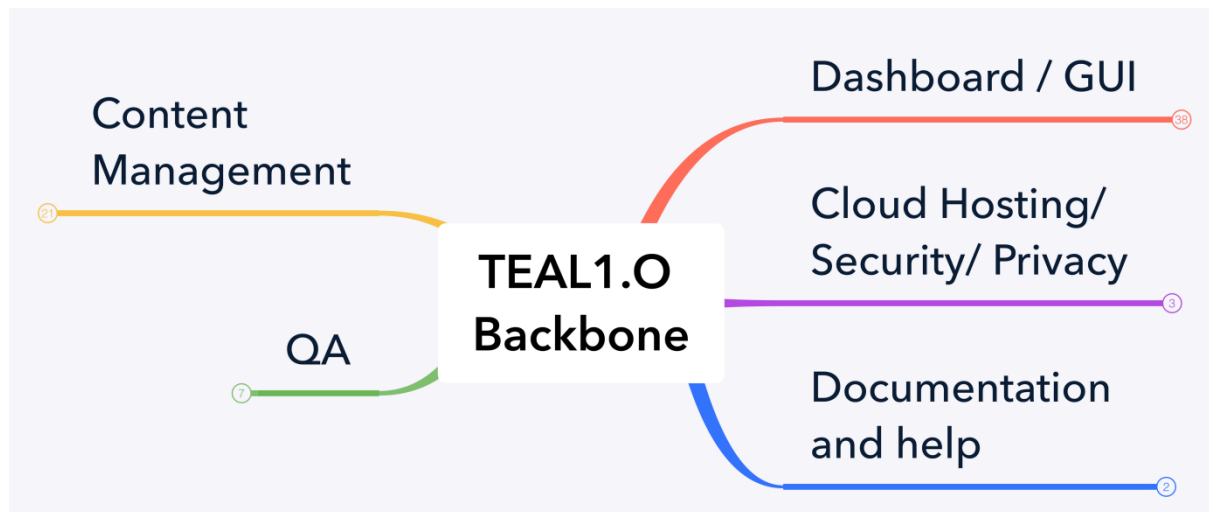 Dashboard / GUI
38
Content
Management
21
Cloud Hosting/
Security/ Privacy
3
TEAL1.O
Backbone
QA
7
Documentation
and help
2